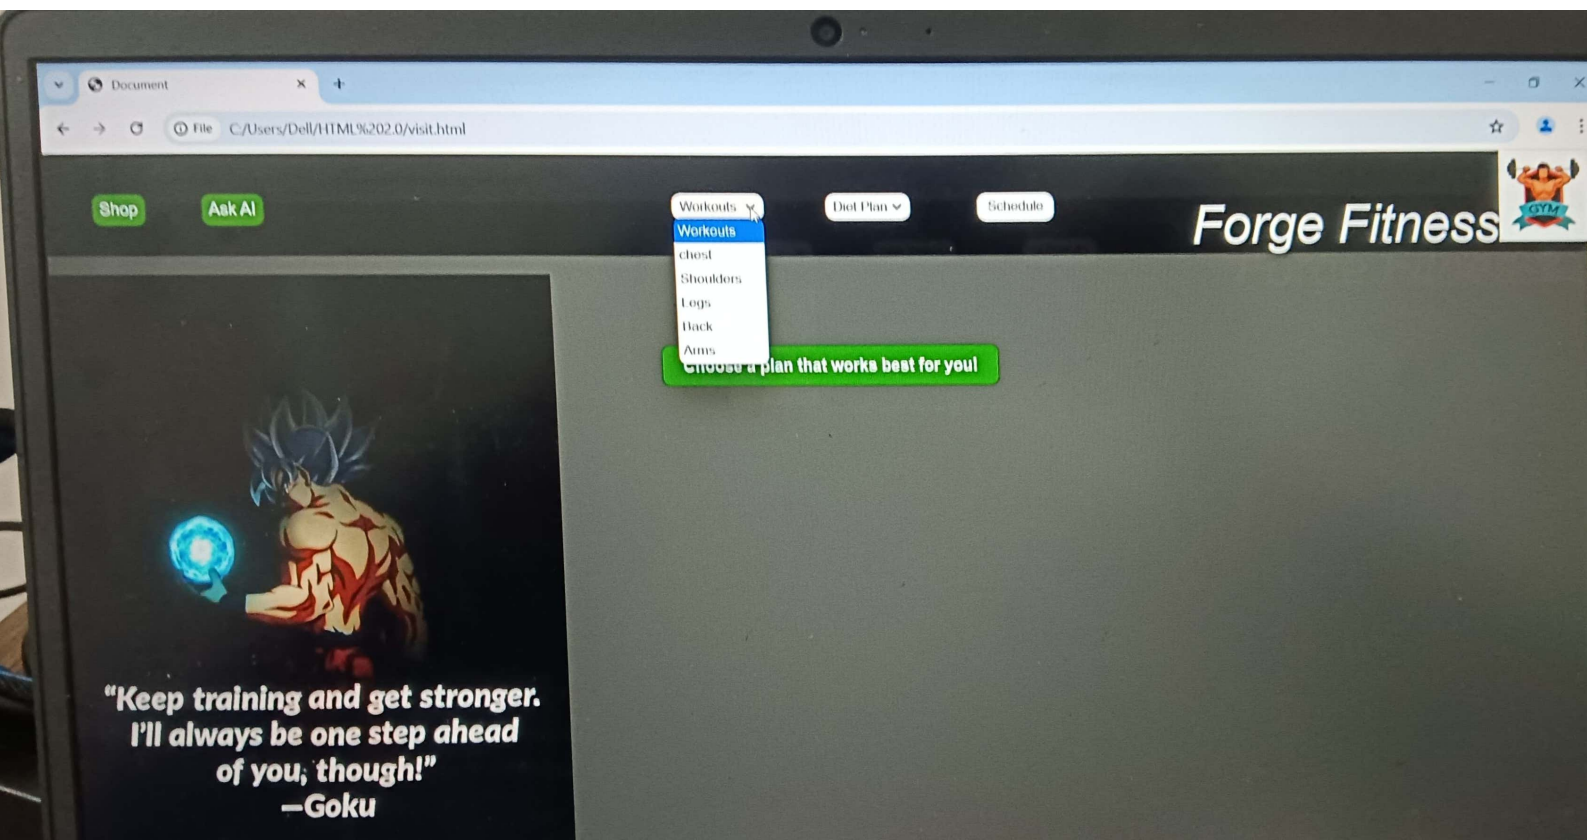 Document
File C:/Users/Dell/HTML%202.0/visit.html
Shop
Ask AI
Workouts
Diet Plan
Schedule
Forge Fitness
GYM
Workouts
chest
Shoulders
Legs
Back
Arms
Choose a plan that works best for you!
“Keep training and get stronger.
I’ll always be one step ahead
of you, though!”
—Goku